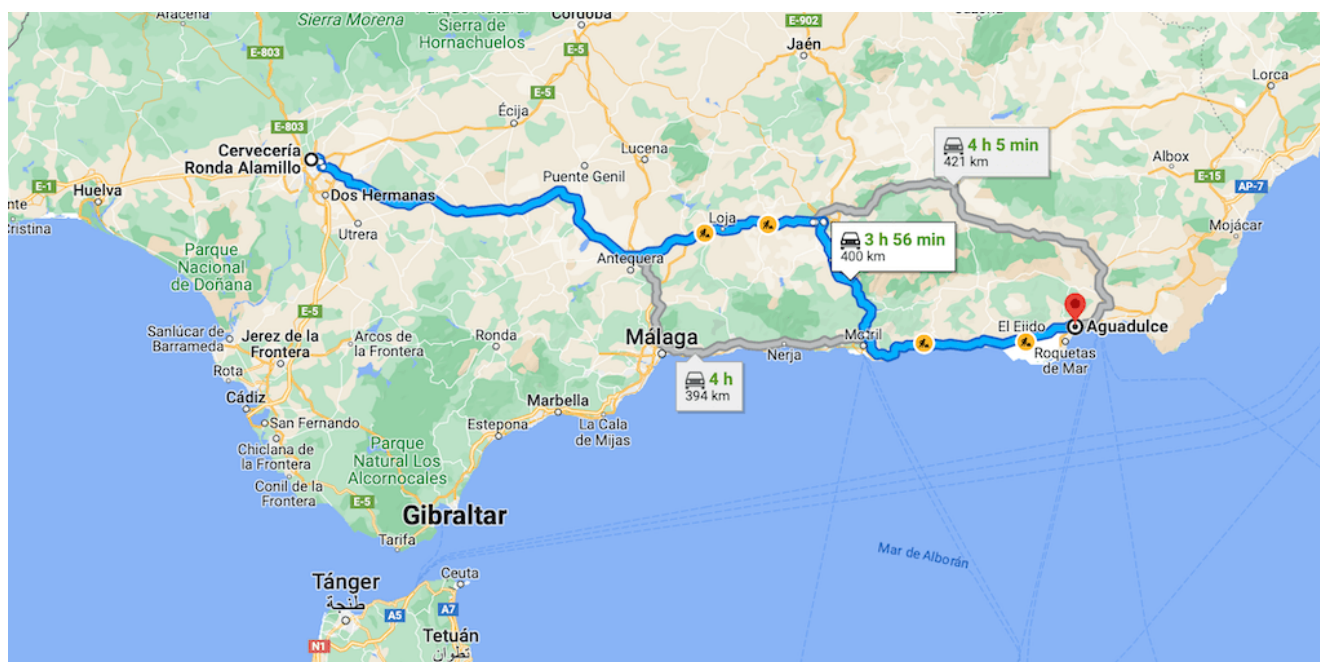 Aracena
Sierra Morena
Parque Natural
Sierra de
Hornachuelos
Córdoba
E-803
E-5
E-902
Jaén
Lorca
Écija
E-5
E-803
Cervecería
Ronda Alamillo
Lucena
4 h 5 min
421 km
Albox
E-1
Huelva
Puente Genil
E-15
AP-7
Dos Hermanas
nte
Cristina
Utrera
Loja
Mojácar
3 h 56 min
400 km
Parque
Nacional
de Doñana
Antequera
E-5
Sanlúcar de
Barrameda
Jerez de la
Frontera
Arcos de
la Frontera
Ronda
Málaga
Nerja
Motril
El Ejido
Aguadulce
Roquetas
de Mar
Rota
4 h
394 km
Cádiz
San Fernando
Marbella
La Cala
de Mijas
Estepona
Chiclana de
la Frontera
Parque
Natural Los
Alcornocales
Conil de la
Frontera
E-5
Gibraltar
Tarifa
Mar de Alborán
Ceuta
Tánger
طنجة
A5
A7
Tetuán
تطوان
N1